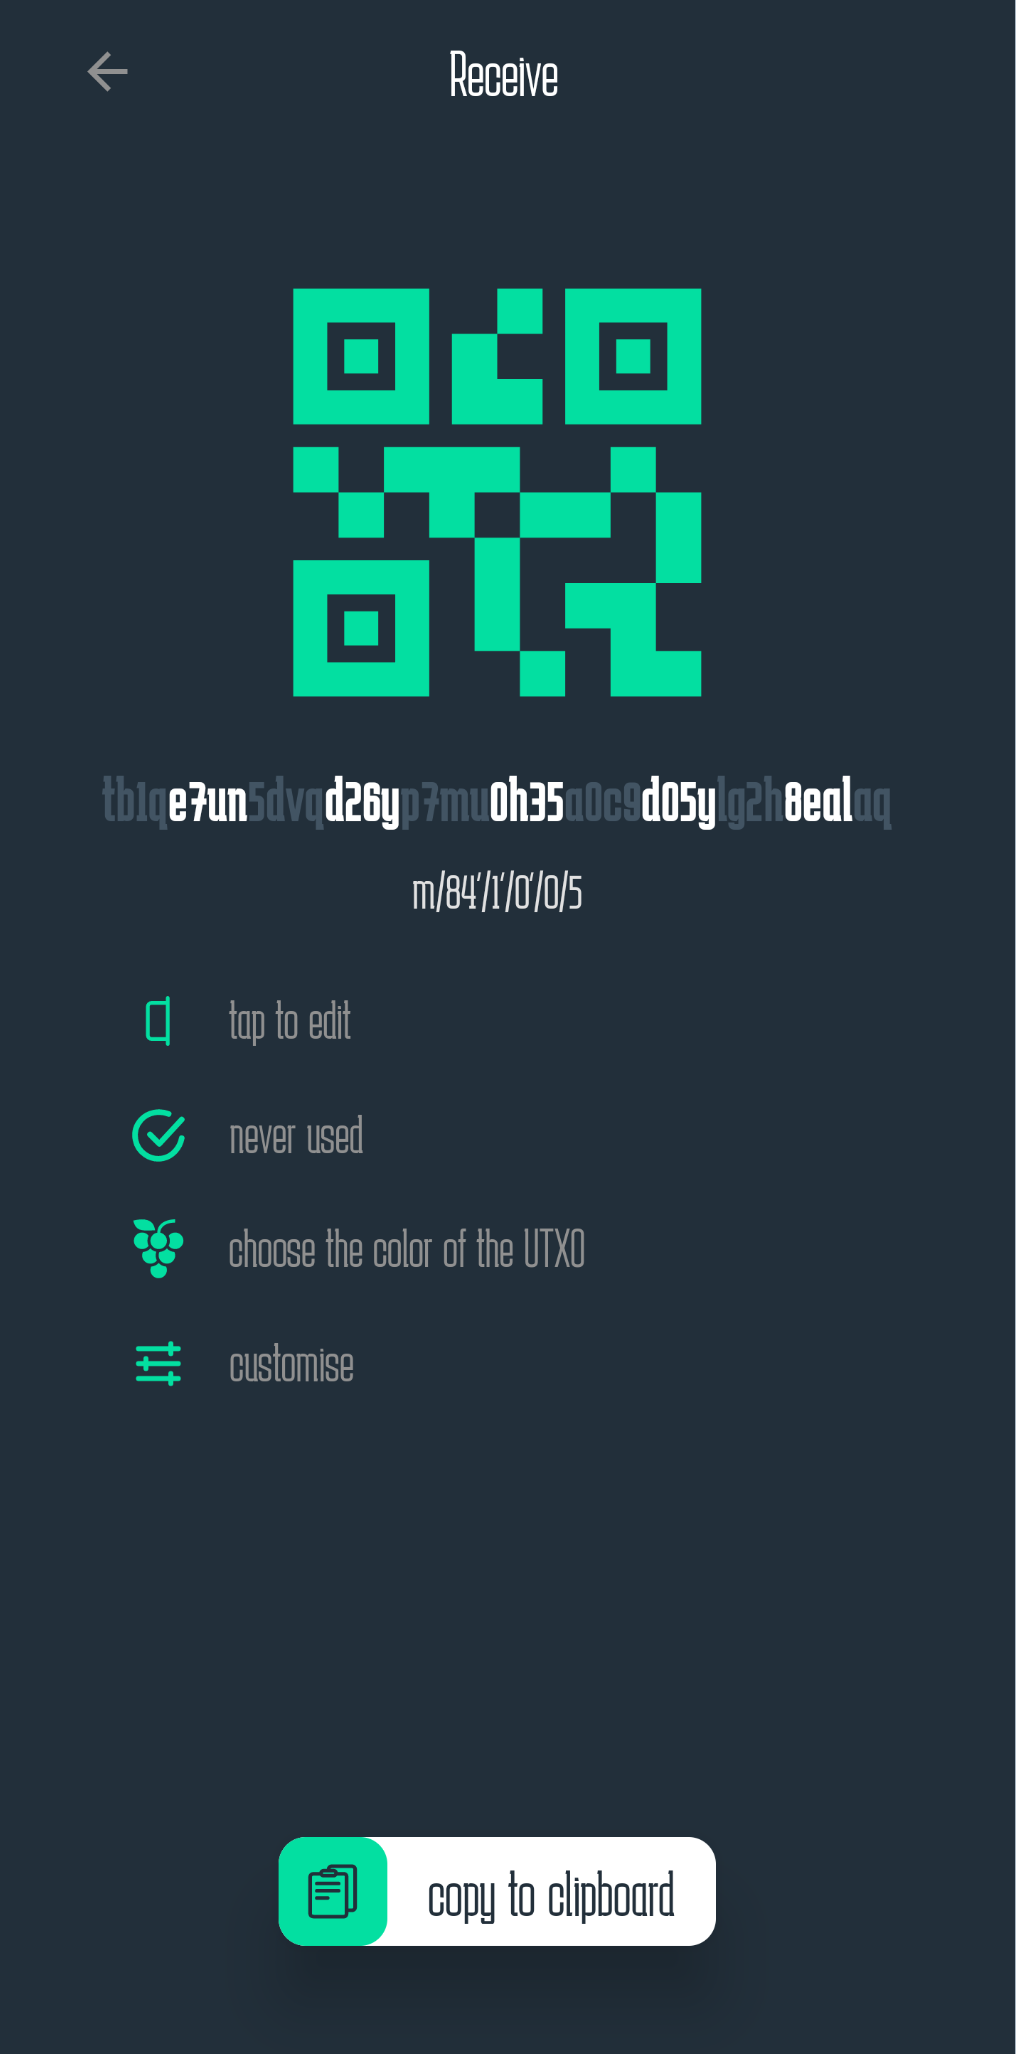 Receive
tb1qe7un5dvqd26yp7mu0h35a0c9d05ylg2h8ealaq
m/84'/1'/0'/0/5
tap to edit
never used
choose the color of the UTXO
customise
copy to clipboard